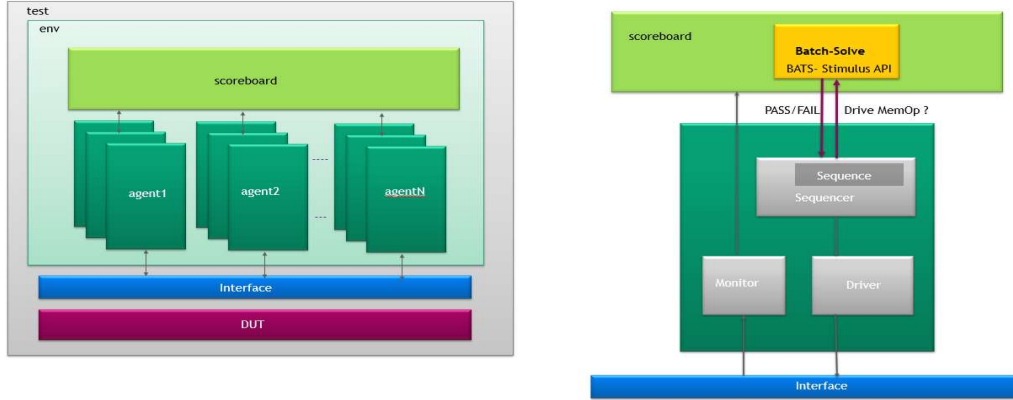 test
env
scoreboard
agent1
agent2
agentN
----
---
Interface
DUT
scoreboard
Batch-Solve
BATS- Stimulus API
PASS/FAIL
Drive MemOp ?
Sequence
Sequencer
Monitor
Driver
Interface